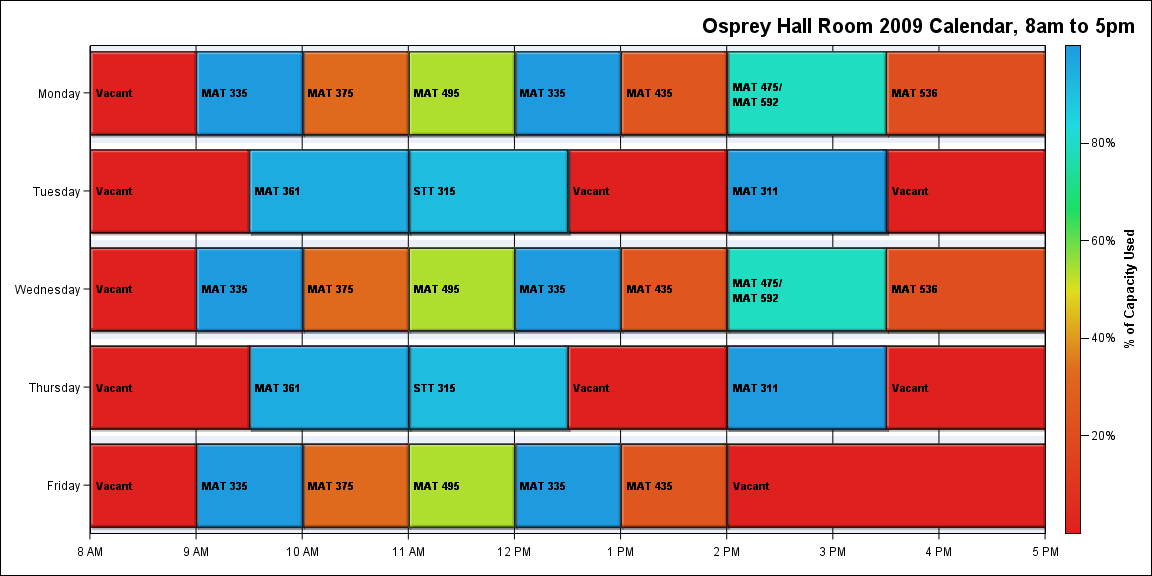 Osprey Hall Room 2009 Calendar, 8am to 5pm
Monday
Vacant
MAT 335
MAT 375
MAT 495
MAT 335
MAT 435
MAT 475/
MAT 592
MAT 536
Tuesday
Vacant
MAT 361
STT 315
Vacant
MAT 311
Vacant
Wednesday
Vacant
MAT 335
MAT 375
MAT 495
MAT 335
MAT 435
MAT 475/
MAT 592
MAT 536
Thursday
Vacant
MAT 361
STT 315
Vacant
MAT 311
Vacant
Friday
Vacant
MAT 335
MAT 375
MAT 495
MAT 335
MAT 435
Vacant
8 AM
9 AM
10 AM
11 AM
12 PM
1 PM
2 PM
3 PM
4 PM
5 PM
80%
60%
40%
20%
% of Capacity Used